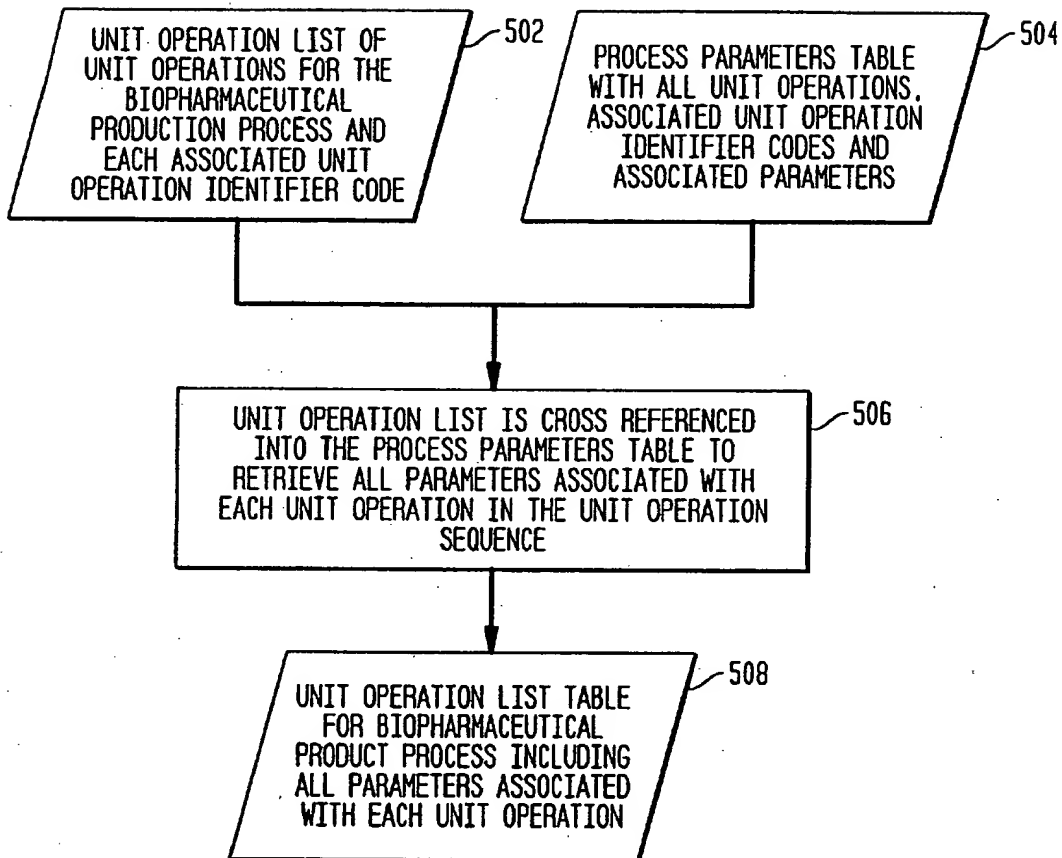 UNIT OPERATION LIST OF
UNIT OPERATIONS FOR THE
BIOPHARMACEUTICAL
PRODUCTION PROCESS AND
EACH ASSOCIATED UNIT
OPERATION IDENTIFIER CODE
502
PROCESS PARAMETERS TABLE
WITH ALL UNIT OPERATIONS,
ASSOCIATED UNIT OPERATION
IDENTIFIER CODES AND
ASSOCIATED PARAMETERS
504
UNIT OPERATION LIST IS CROSS REFERENCED
INTO THE PROCESS PARAMETERS TABLE TO
RETRIEVE ALL PARAMETERS ASSOCIATED WITH
EACH UNIT OPERATION IN THE UNIT OPERATION
SEQUENCE
506
UNIT OPERATION LIST TABLE
FOR BIOPHARMACEUTICAL
PRODUCT PROCESS INCLUDING
ALL PARAMETERS ASSOCIATED
WITH EACH UNIT OPERATION
508